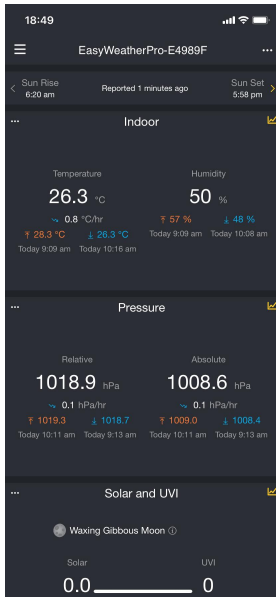 18:49
EasyWeatherPro-E4989F
Sun Rise
6:20 am
Reported 1 minutes ago
Sun Set
5:58 pm
Indoor
Temperature
26.3 °C
0.8 °C/hr
28.3 °C 26.3 °C
Today 9:09 am Today 10:16 am
Humidity
50 %
57 % 48 %
Today 9:09 am Today 10:08 am
Pressure
Relative
1018.9 hPa
0.1 hPa/hr
1019.3 1018.7
Today 10:11 am Today 9:13 am
Absolute
1008.6 hPa
0.1 hPa/hr
1009.0 1008.4
Today 10:11 am Today 9:13 am
Solar and UVI
Waxing Gibbous Moon
Solar
0.0
UVI
0